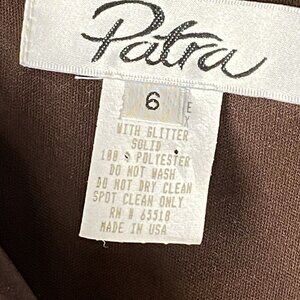 Patra
6
WITH GLITTER
SOLID
100 % POLYESTER
DO NOT WASH
DO NOT DRY CLEAN
SPOT CLEAN ONLY
RN # 63318
MADE IN USA